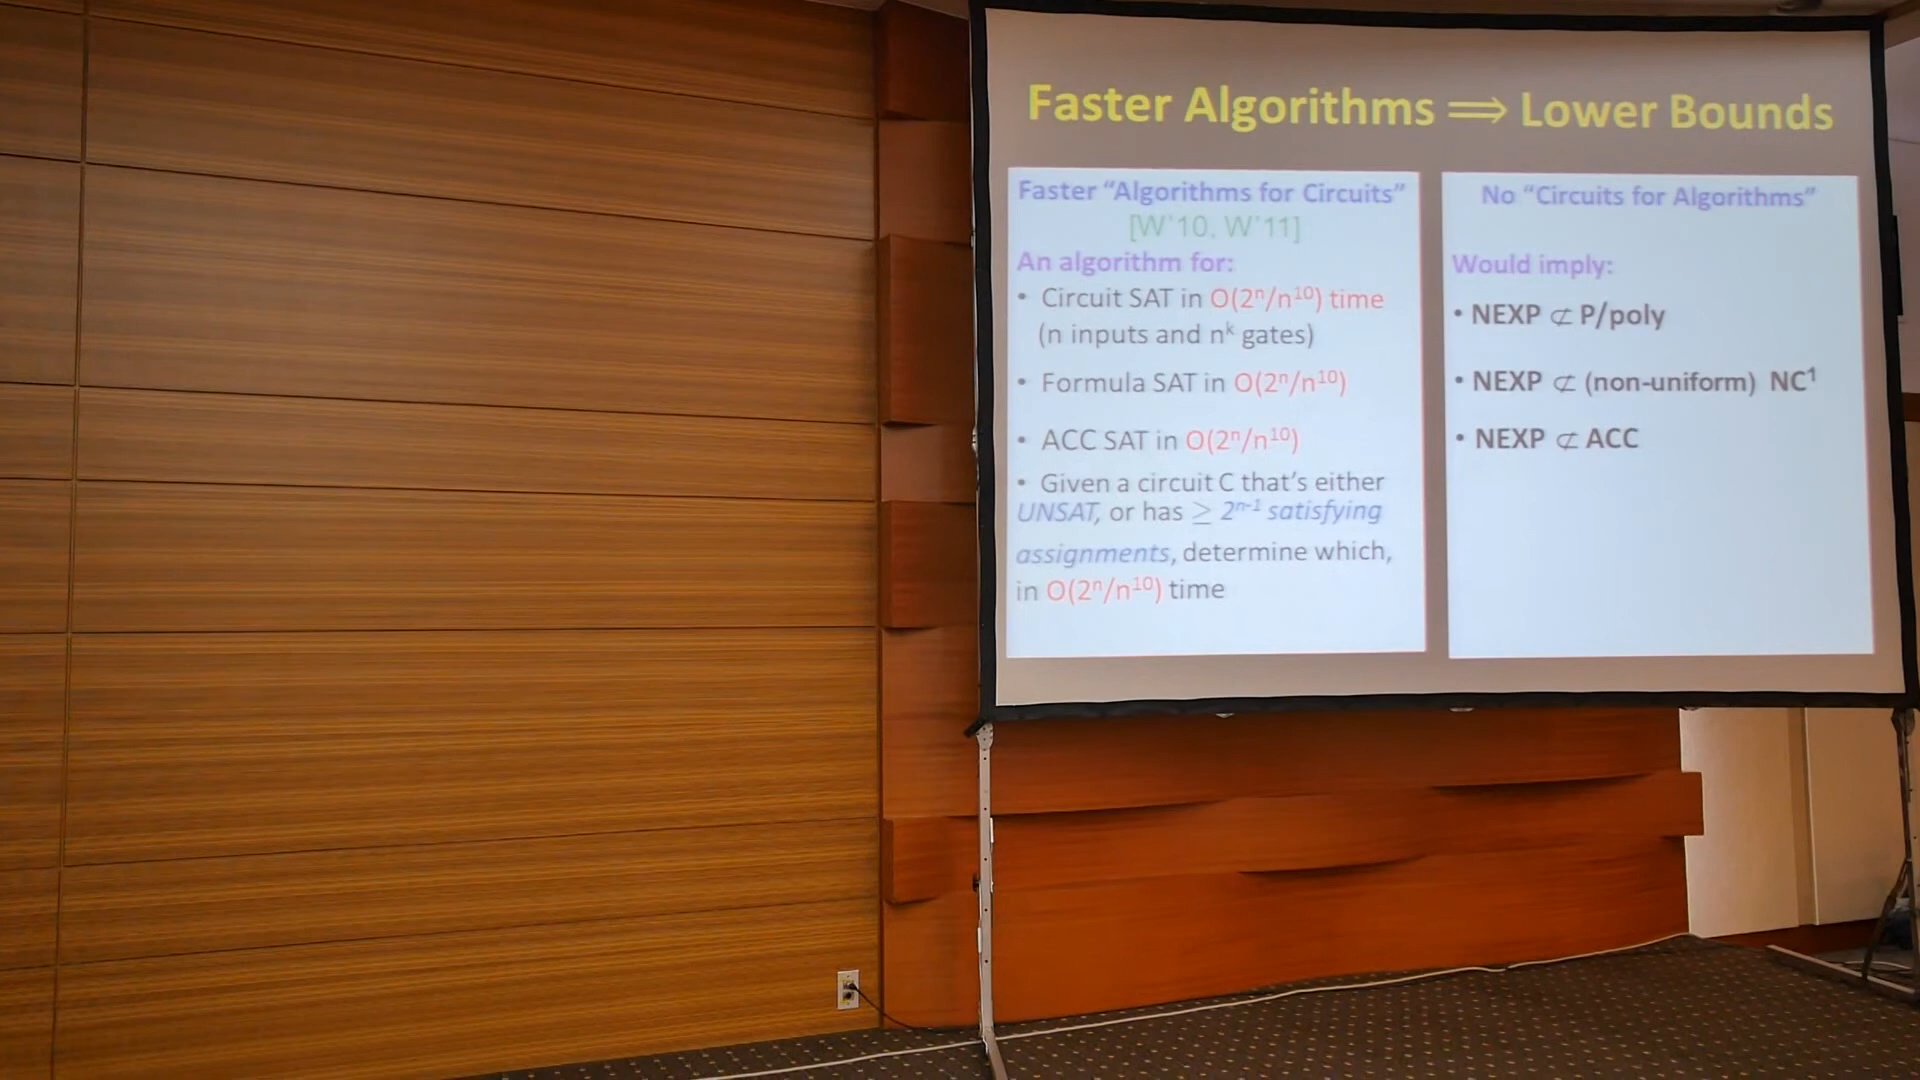 Faster Algorithms ⟹ Lower Bounds
Faster “Algorithms for Circuits”
[W’10, W’11]
An algorithm for:
• Circuit SAT in O(2ⁿ/n¹⁰) time
(n inputs and nᵏ gates)
• Formula SAT in O(2ⁿ/n¹⁰)
• ACC SAT in O(2ⁿ/n¹⁰)
• Given a circuit C that’s either
UNSAT, or has ≥ 2ⁿ⁻¹ satisfying
assignments, determine which,
in O(2ⁿ/n¹⁰) time
No “Circuits for Algorithms”
Would imply:
• NEXP ⊄ P/poly
• NEXP ⊄ (non-uniform) NC¹
• NEXP ⊄ ACC